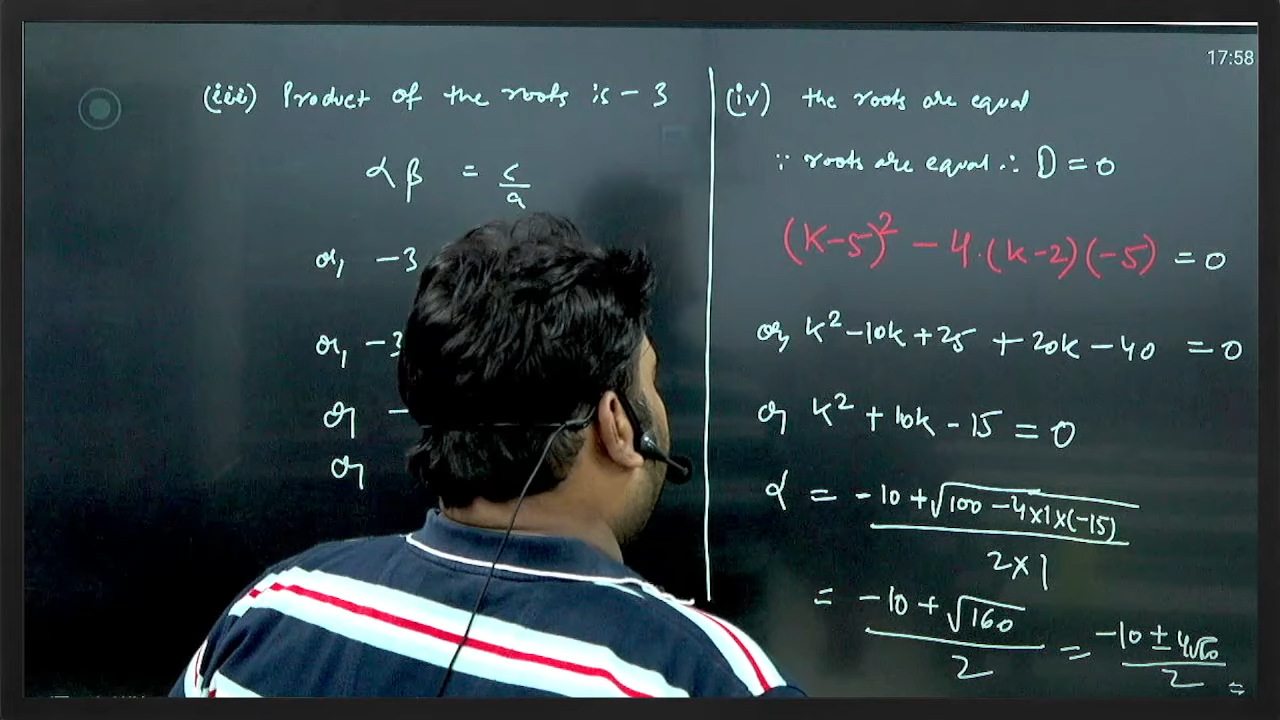 17:58
(iii) Product of the roots is - 3
αβ = c/a
or, -3
or, -3
or -
or
(iv) the roots are equal
∵ roots are equal ∴ D = 0
(K-5)² - 4.(k-2)(-5) = 0
or, k² - 10k + 25 + 20k - 40 = 0
or k² + 10k - 15 = 0
α = (-10 + √(100 - 4×1×(-15)))/(2×1)
= (-10 + √160)/2 = (-10 ± 4√10)/2 =